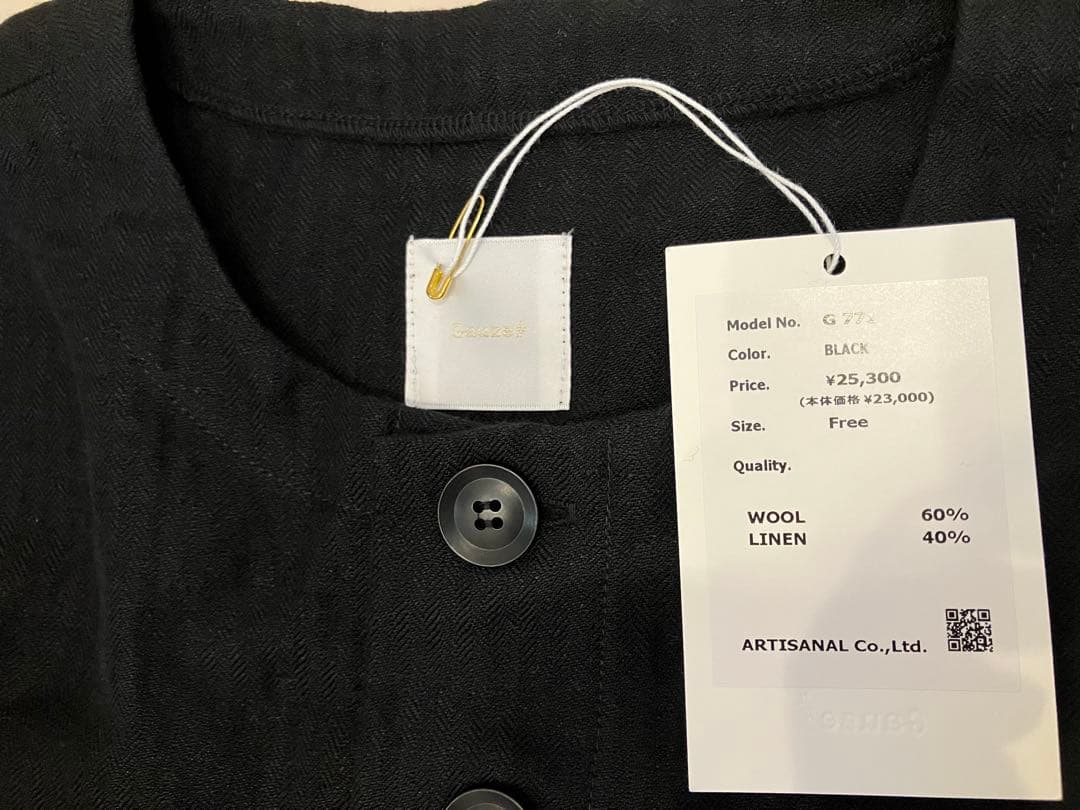 Gauze#
Model No. G 771
Color. BLACK
Price. ¥25,300
(本体価格 ¥23,000)
Size. Free
Quality.
WOOL 60%
LINEN 40%
ARTISANAL Co.,Ltd.